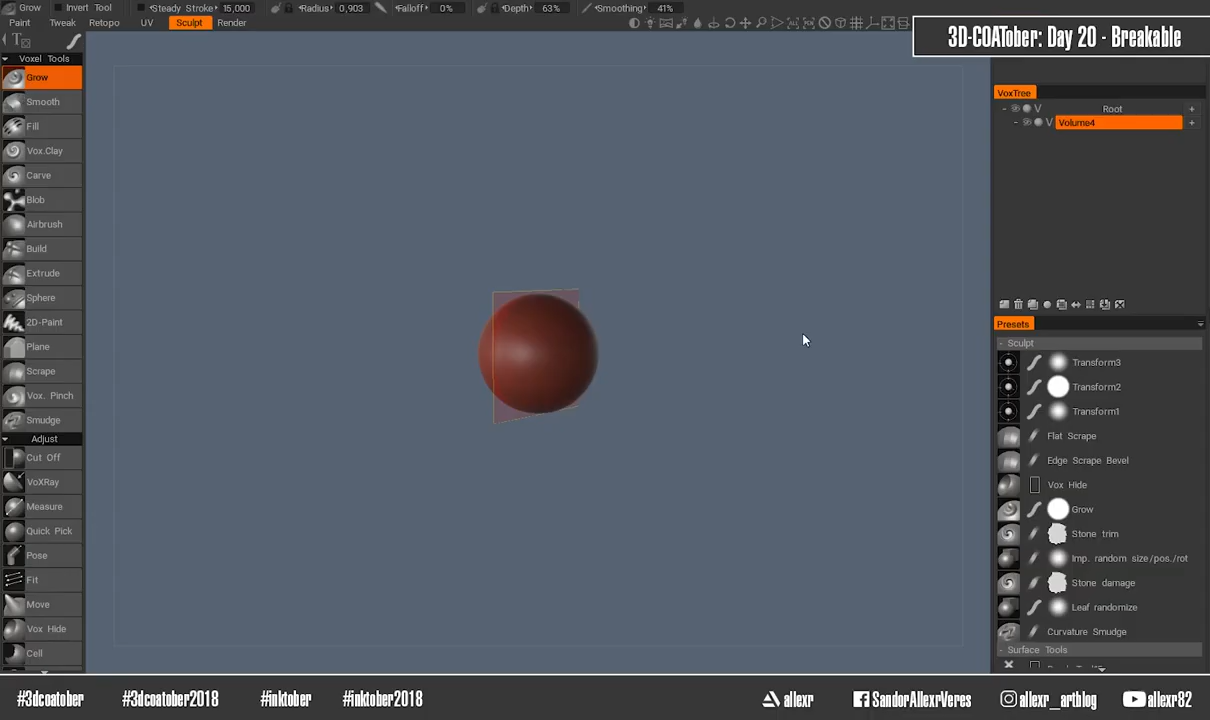 Grow Invert Tool Steady Stroke: 15,000 Radius: 0,903 Falloff: 0% Depth: 63% Smoothing: 41%
Paint Tweak Retopo UV Sculpt Render
3D-COATober: Day 20 - Breakable
Voxel Tools
Grow
Smooth
Fill
Vox.Clay
Carve
Blob
Airbrush
Build
Extrude
Sphere
2D-Paint
Plane
Scrape
Vox. Pinch
Smudge
Adjust
Cut Off
VoXRay
Measure
Quick Pick
Pose
Fit
Move
Vox Hide
Cell
VoxTree
V Root +
V Volume4 +
Presets
- Sculpt
Transform3
Transform2
Transform1
Flat Scrape
Edge Scrape Bevel
Vox Hide
Grow
Stone trim
Imp. random size/pos./rot
Stone damage
Leaf randomize
Curvature Smudge
- Surface Tools
#3dcoatober #3dcoatober2018 #inktober #inktober2018 allexr SandorAllexrVeres allexr_artblog allexr82